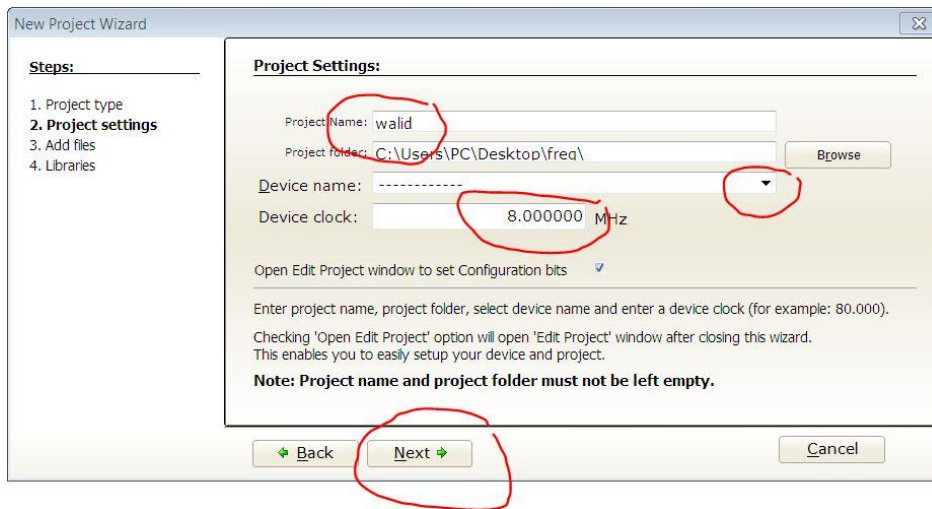 New Project Wizard
Steps:
1. Project type
2. Project settings
3. Add files
4. Libraries
Project Settings:
Project Name: walid
Project folder: C:\Users\PC\Desktop\freq\
Browse
Device name: ------------
Device clock: 8.000000 MHz
Open Edit Project window to set Configuration bits
Enter project name, project folder, select device name and enter a device clock (for example: 80.000).
Checking 'Open Edit Project' option will open 'Edit Project' window after closing this wizard.
This enables you to easily setup your device and project.
Note: Project name and project folder must not be left empty.
Back
Next
Cancel